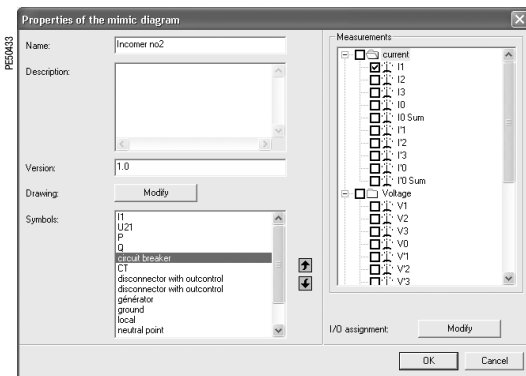 Properties of the mimic diagram
PE50433
Name:
Incomer no2
Description:
Version:
1.0
Drawing:
Modify
Symbols:
I1
U21
P
Q
circuit breaker
CT
disconnector with outcontrol
disconnector with outcontrol
générator
ground
local
neutral point
Measurements
current
I1
I2
I3
I0
I0 Sum
I'1
I'2
I'3
I'0
I'0 Sum
Voltage
V1
V2
V3
V0
V'1
V'2
V'3
I/O assignment:
Modify
OK
Cancel